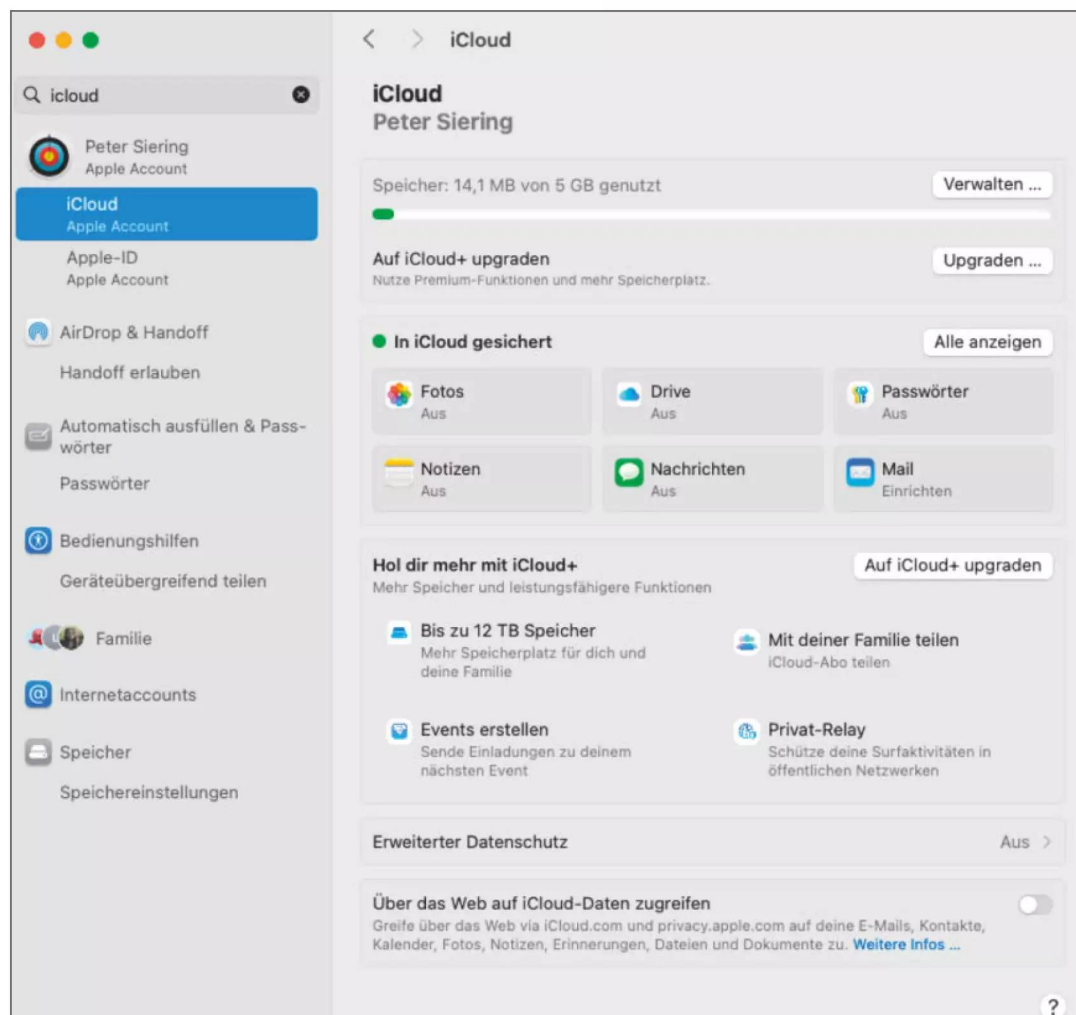 iCloud
icloud
Peter Siering
Apple Account
iCloud
Apple Account
Apple-ID
Apple Account
AirDrop & Handoff
Handoff erlauben
Automatisch ausfüllen & Pass-
wörter
Passwörter
Bedienungshilfen
Geräteübergreifend teilen
Familie
Internetaccounts
Speicher
Speichereinstellungen
iCloud
Peter Siering
Speicher: 14,1 MB von 5 GB genutzt
Verwalten ...
Auf iCloud+ upgraden
Nutze Premium-Funktionen und mehr Speicherplatz.
Upgraden ...
In iCloud gesichert
Alle anzeigen
Fotos
Aus
Drive
Aus
Passwörter
Aus
Notizen
Aus
Nachrichten
Aus
Mail
Einrichten
Hol dir mehr mit iCloud+
Mehr Speicher und leistungsfähigere Funktionen
Auf iCloud+ upgraden
Bis zu 12 TB Speicher
Mehr Speicherplatz für dich und
deine Familie
Mit deiner Familie teilen
iCloud-Abo teilen
Events erstellen
Sende Einladungen zu deinem
nächsten Event
Privat-Relay
Schütze deine Surfaktivitäten in
öffentlichen Netzwerken
Erweiterter Datenschutz
Aus
Über das Web auf iCloud-Daten zugreifen
Greife über das Web via iCloud.com und privacy.apple.com auf deine E-Mails, Kontakte,
Kalender, Fotos, Notizen, Erinnerungen, Dateien und Dokumente zu. Weitere Infos ...
?